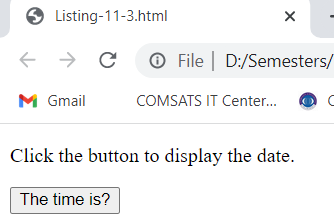 Listing-11-3.html
File | D:/Semesters/
Gmail COMSATS IT Center...
Click the button to display the date.
The time is?